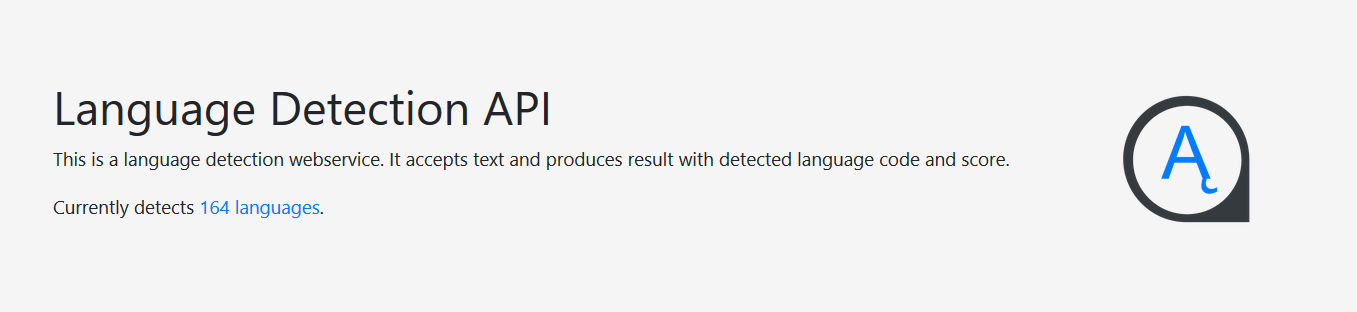 Language Detection API
This is a language detection webservice. It accepts text and produces result with detected language code and score.
Currently detects 164 languages.
Ą